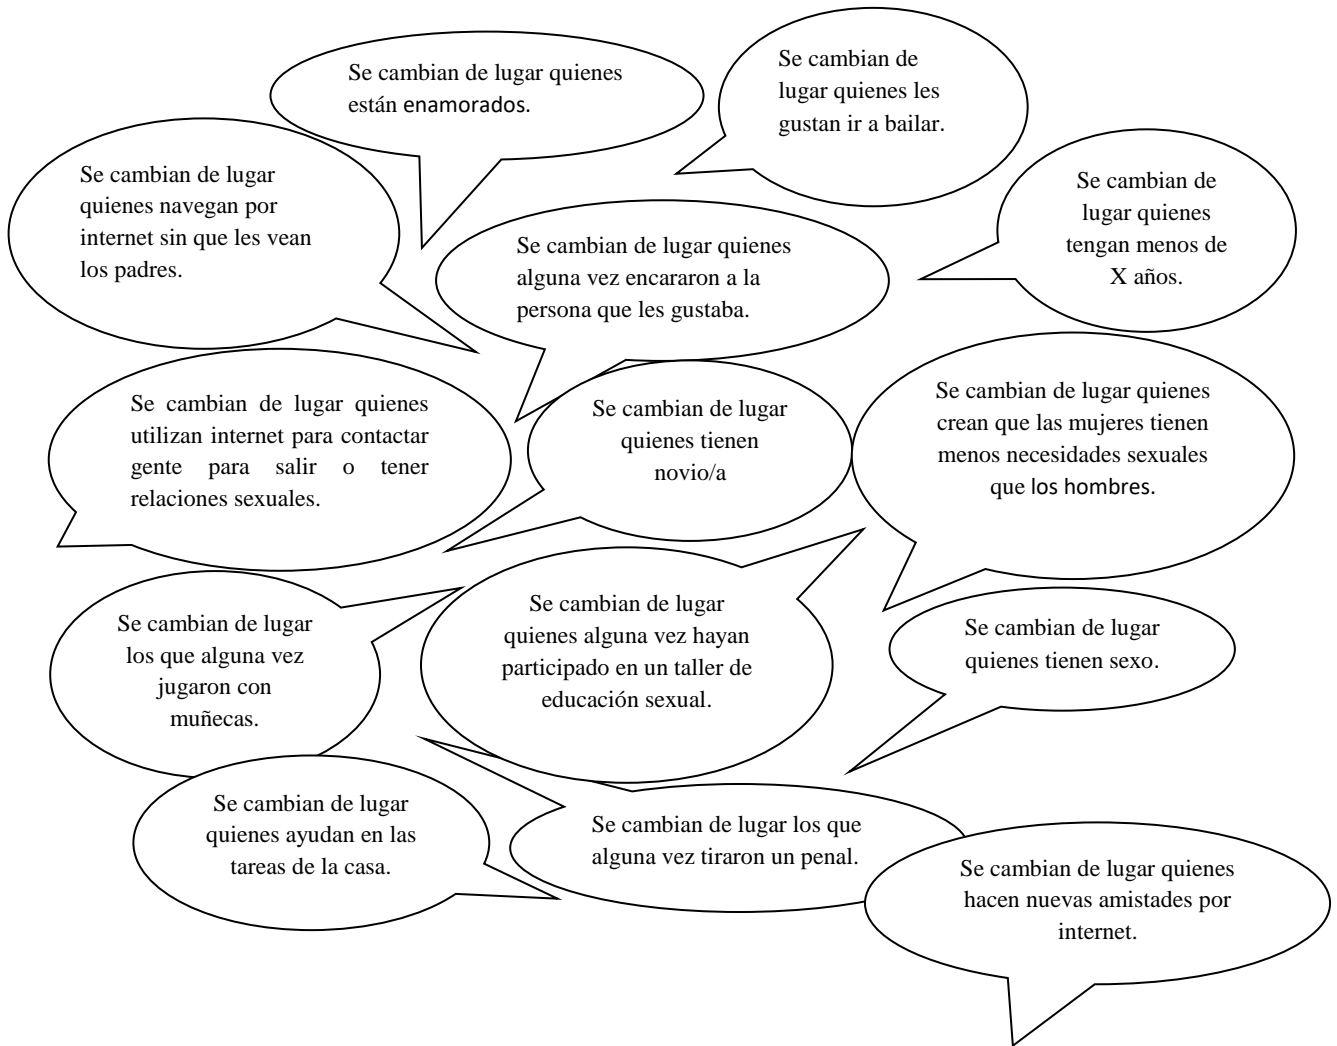 Se cambian de lugar quienes
están enamorados.
Se cambian de
lugar quienes les
gustan ir a bailar.
Se cambian de lugar
quienes navegan por
internet sin que les vean
los padres.
Se cambian de lugar quienes
alguna vez encararon a la
persona que les gustaba.
Se cambian de
lugar quienes
tengan menos de
X años.
Se cambian de lugar quienes
utilizan internet para contactar
gente para salir o tener
relaciones sexuales.
Se cambian de lugar
quienes tienen
novio/a
Se cambian de lugar quienes
crean que las mujeres tienen
menos necesidades sexuales
que los hombres.
Se cambian de lugar
los que alguna vez
jugaron con
muñecas.
Se cambian de lugar
quienes alguna vez hayan
participado en un taller de
educación sexual.
Se cambian de lugar
quienes tienen sexo.
Se cambian de lugar
quienes ayudan en las
tareas de la casa.
Se cambian de lugar los que
alguna vez tiraron un penal.
Se cambian de lugar quienes
hacen nuevas amistades por
internet.